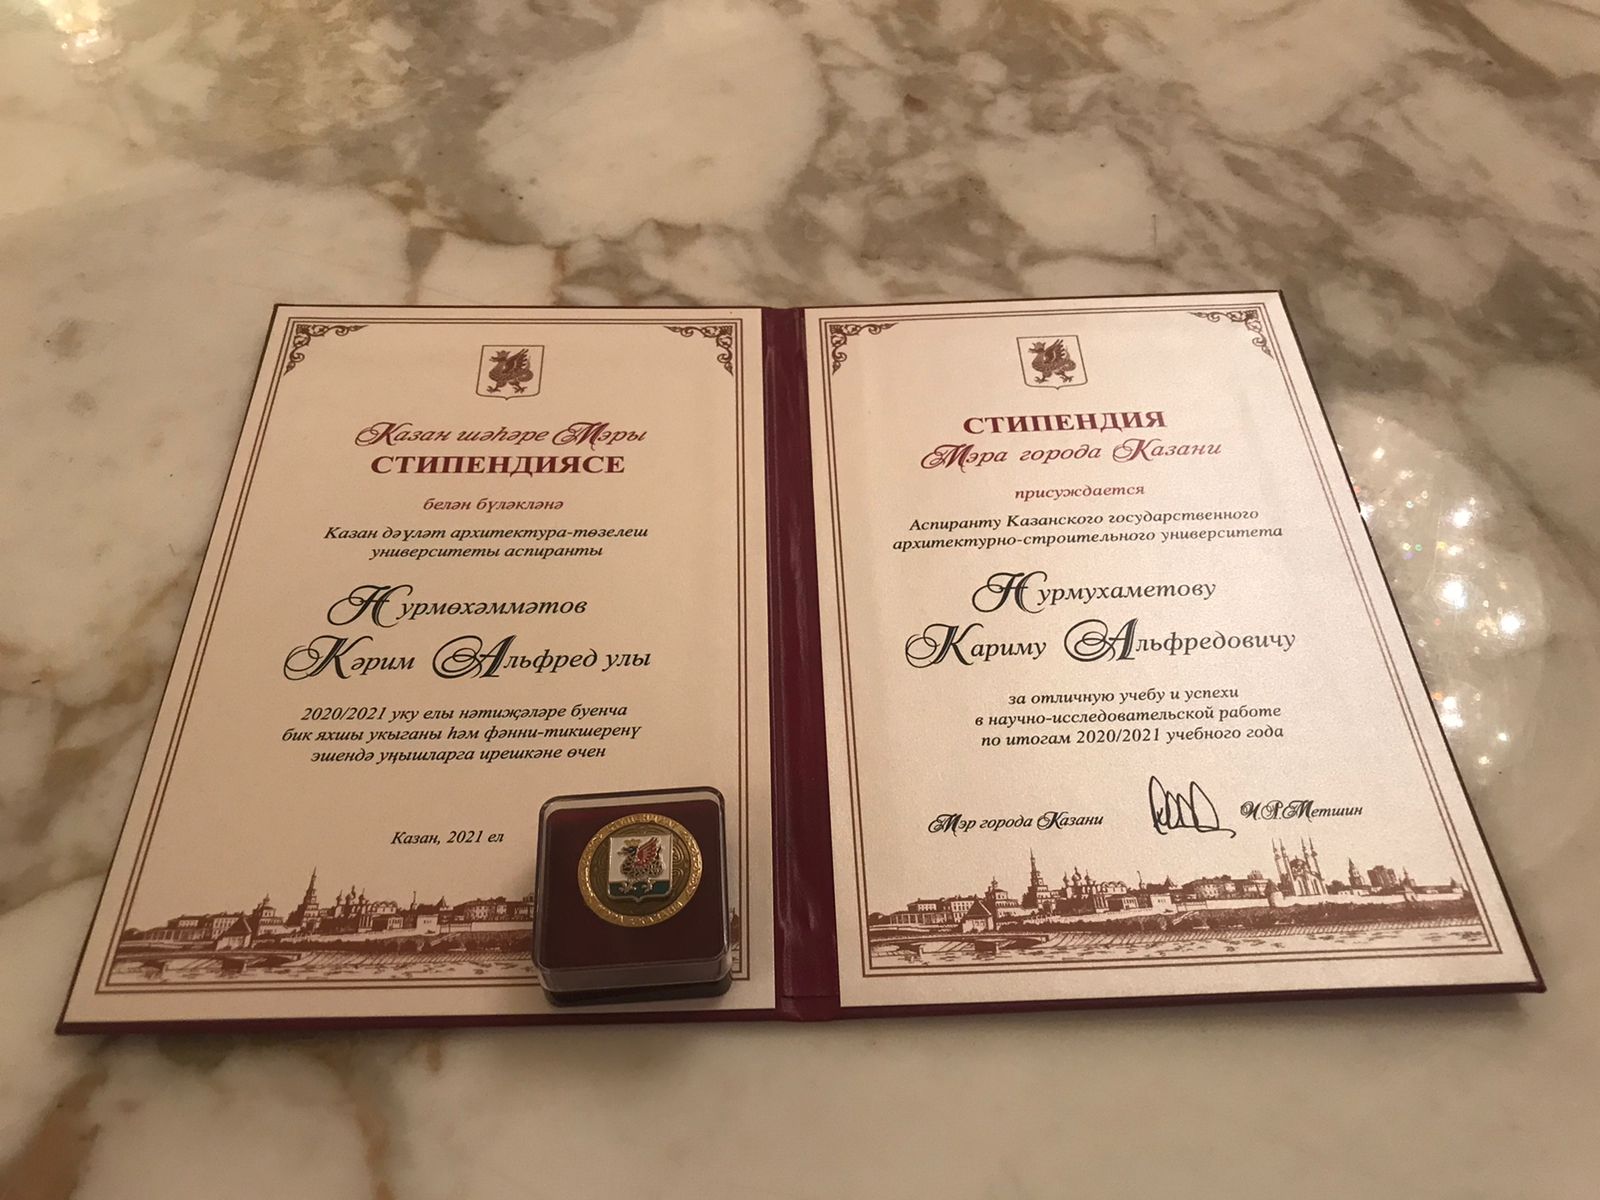 Казан шәһәре Мэры
СТИПЕНДИЯСЕ
белән бүләкләнә
Казан дәүләт архитектура-төзелеш
университеты аспиранты
Нурмөхәммәтов
Кәрим Альфред улы
2020/2021 уку елы нәтиҗәләре буенча
бик яхшы укыганы һәм фәнни-тикшеренү
эшендә уңышларга ирешкәне өчен
Казан, 2021 ел
СТИПЕНДИЯ
Мэра города Казани
присуждается
Аспиранту Казанского государственного
архитектурно-строительного университета
Нурмухаметову
Кариму Альфредовичу
за отличную учебу и успехи
в научно-исследовательской работе
по итогам 2020/2021 учебного года
Мэр города Казани И.Р.Метшин